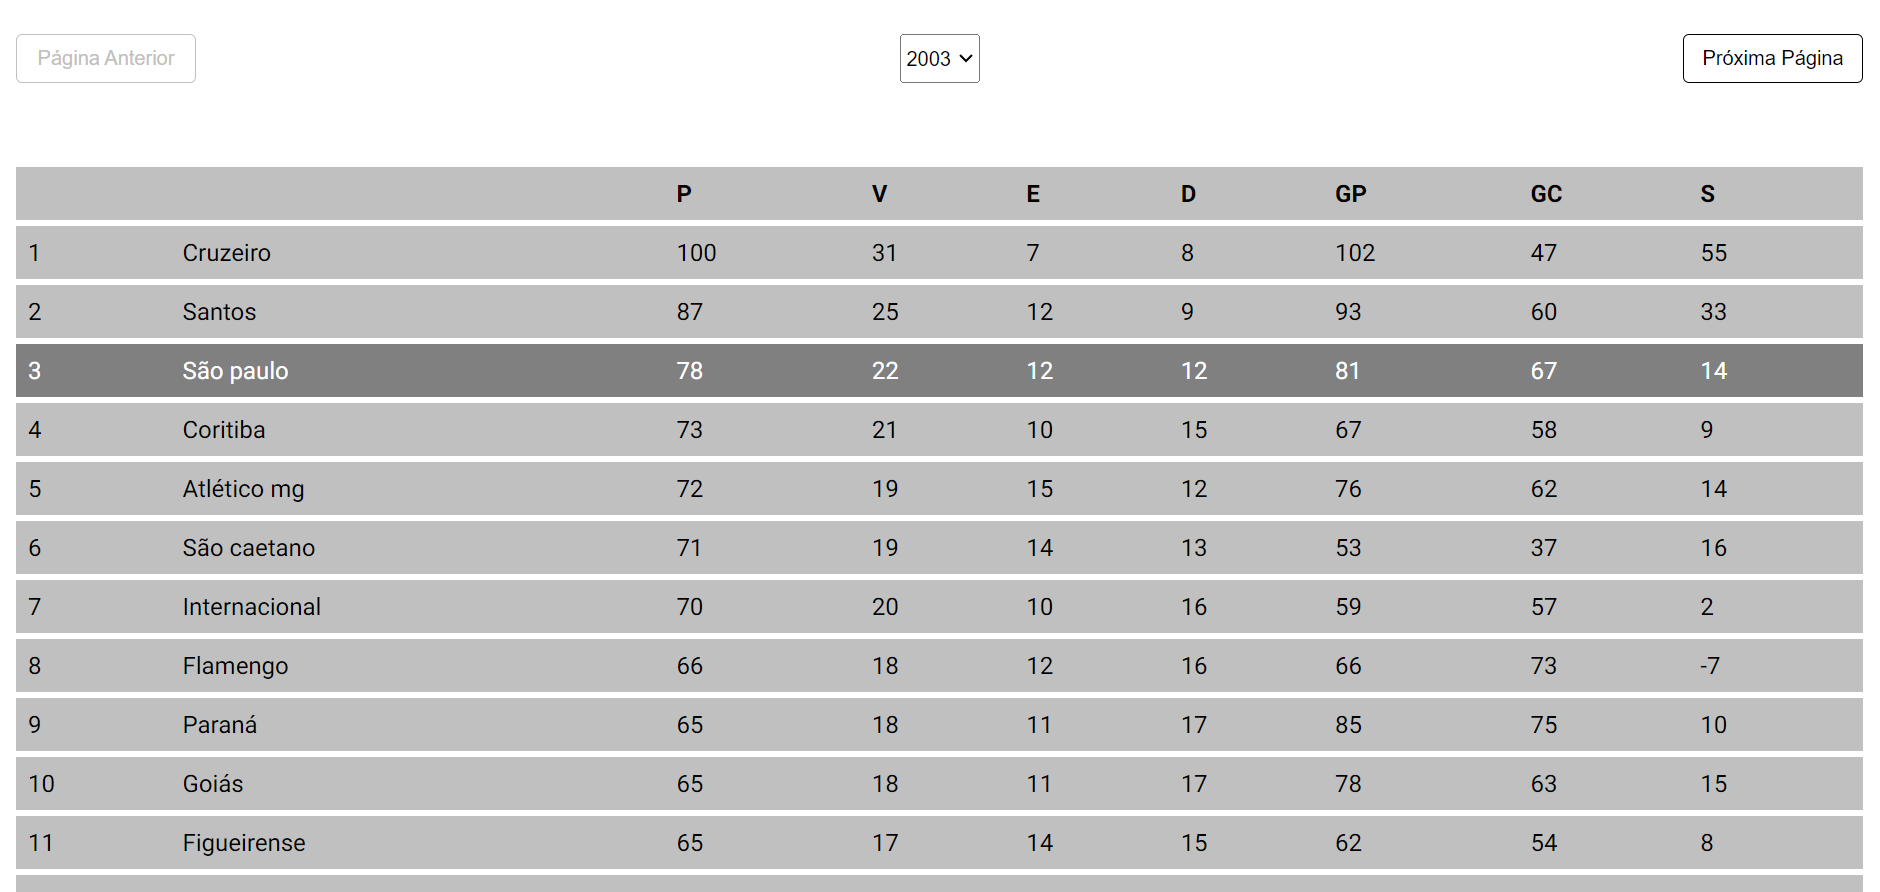 Página Anterior 2003 Próxima Página
P V E D GP GC S
1 Cruzeiro 100 31 7 8 102 47 55
2 Santos 87 25 12 9 93 60 33
3 São paulo 78 22 12 12 81 67 14
4 Coritiba 73 21 10 15 67 58 9
5 Atlético mg 72 19 15 12 76 62 14
6 São caetano 71 19 14 13 53 37 16
7 Internacional 70 20 10 16 59 57 2
8 Flamengo 66 18 12 16 66 73 -7
9 Paraná 65 18 11 17 85 75 10
10 Goiás 65 18 11 17 78 63 15
11 Figueirense 65 17 14 15 62 54 8